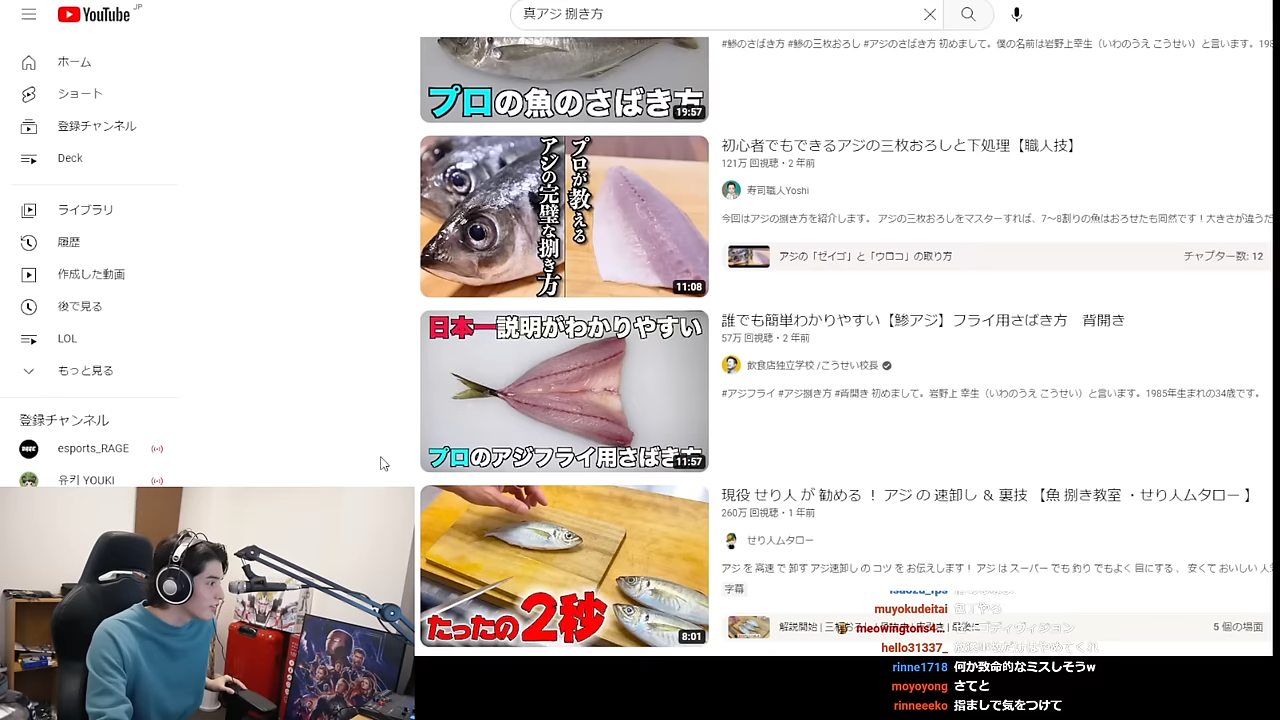 YouTube JP
真アジ 捌き方
ホーム
ショート
登録チャンネル
Deck
ライブラリ
履歴
作成した動画
後で見る
LOL
もっと見る
登録チャンネル
esports_RAGE
유키 YOUKI
プロの魚のさばき方
19:57
#鯵のさばき方 #鯵の三枚おろし #アジのさばき方 初めまして。僕の名前は岩野上幸生（いわのうえ こうせい）と言います。198
プロが教える
アジの完璧な捌き方
11:08
初心者でもできるアジの三枚おろしと下処理【職人技】
121万 回視聴・2 年前
寿司職人Yoshi
今回はアジの捌き方を紹介します。 アジの三枚おろしをマスターすれば、7〜8割りの魚はおろせたも同然です！大きさが違うだ
アジの「ゼイゴ」と「ウロコ」の取り方
チャプター数: 12
日本一説明がわかりやすい
プロのアジフライ用さばき方
11:57
誰でも簡単わかりやすい【鯵アジ】フライ用さばき方　背開き
57万 回視聴・2 年前
飲食店独立学校 /こうせい校長
#アジフライ #アジ捌き方 #背開き 初めまして。岩野上 幸生（いわのうえ こうせい）と言います。1985年生まれの34歳です。
たったの2秒
8:01
現役 せり人 が 勧める ！ アジ の 速卸し ＆ 裏技 【魚 捌き教室 ・せり人ムタロー 】
260万 回視聴・1 年前
せり人ムタロー
アジ を 高速 で 卸す アジ速卸し の コツ を お伝えします！ アジ は スーパー でも 釣り でもよく 目にする 、 安くて おいしい 人
字幕
解説開始 |
5 個の場面
muyokudeitai
meowingtons4..
hello31337_
rinne1718 何か致命的なミスしそうw
moyoyong さてと
rinneeeko 指ましで気をつけて